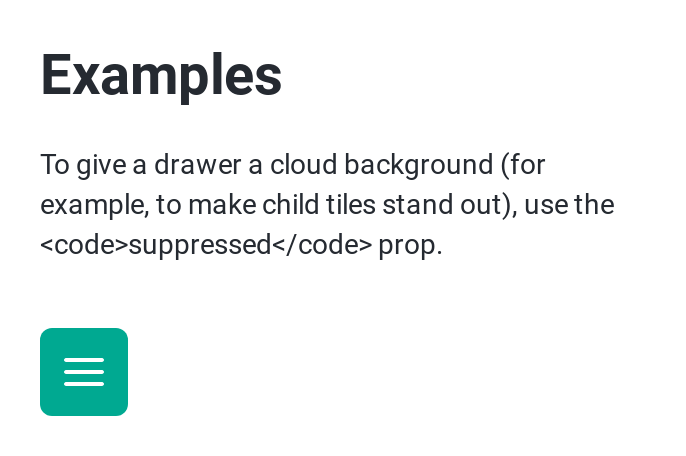 Examples
To give a drawer a cloud background (for
example, to make child tiles stand out), use the
<code>suppressed</code> prop.